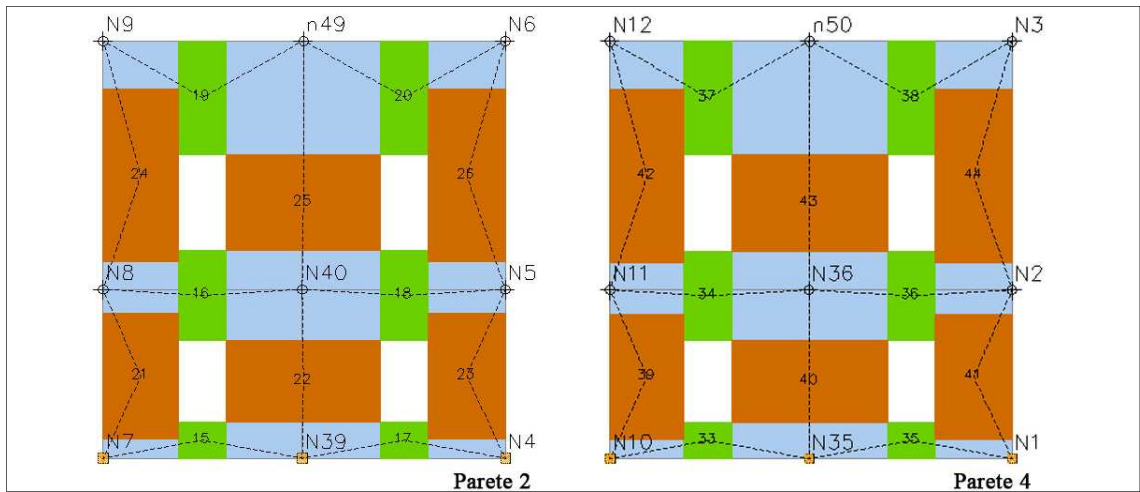 N9 n49 N6 N12 n50 N3
19 20 37 38
24 25 26 42 43 44
N8 N40 N5 N11 N36 N2
16 18 34 36
21 22 23 39 40 41
N7 15 N39 17 N4 N10 33 N35 35 N1
Parete 2 Parete 4